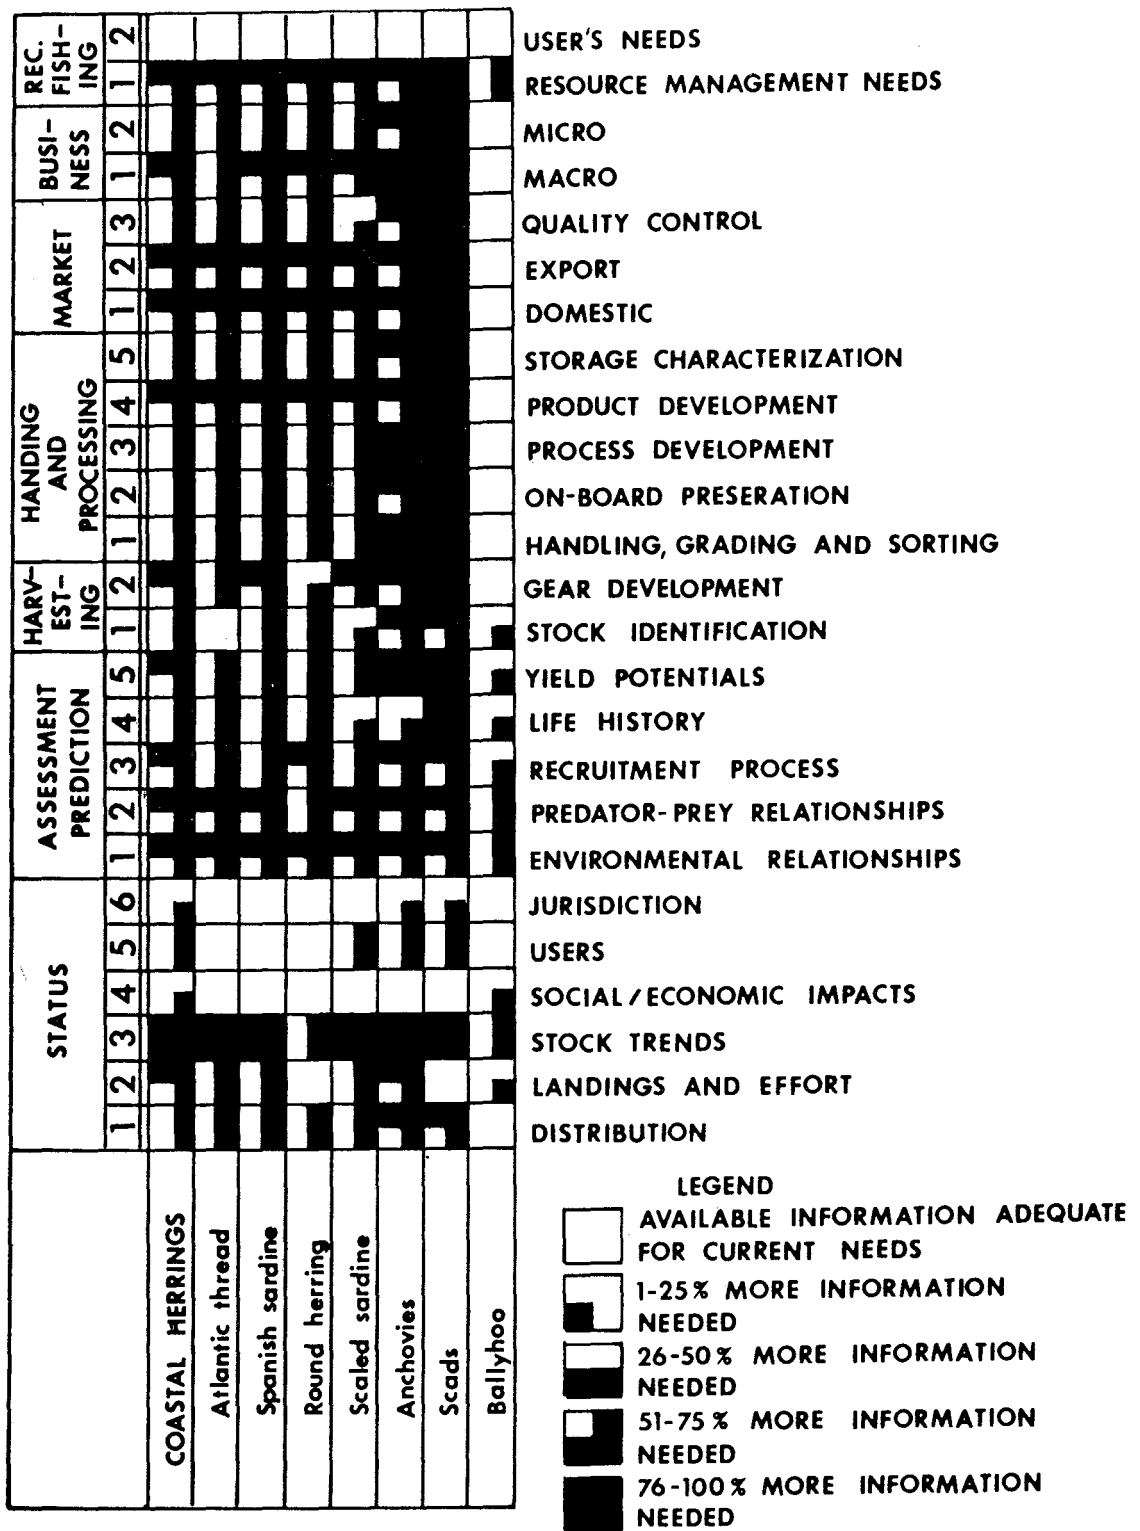 REC.
FISH-
ING
2
USER'S NEEDS
1
RESOURCE MANAGEMENT NEEDS
BUSI-
NESS
2
MICRO
1
MACRO
MARKET
3
QUALITY CONTROL
2
EXPORT
1
DOMESTIC
HANDING
AND
PROCESSING
5
STORAGE CHARACTERIZATION
4
PRODUCT DEVELOPMENT
3
PROCESS DEVELOPMENT
2
ON-BOARD PRESERATION
1
HANDLING, GRADING AND SORTING
HARV-
EST-
ING
2
GEAR DEVELOPMENT
1
STOCK IDENTIFICATION
ASSESSMENT
PREDICTION
5
YIELD POTENTIALS
4
LIFE HISTORY
3
RECRUITMENT PROCESS
2
PREDATOR-PREY RELATIONSHIPS
1
ENVIRONMENTAL RELATIONSHIPS
STATUS
6
JURISDICTION
5
USERS
4
SOCIAL/ECONOMIC IMPACTS
3
STOCK TRENDS
2
LANDINGS AND EFFORT
1
DISTRIBUTION
COASTAL HERRINGS
Atlantic thread
Spanish sardine
Round herring
Scaled sardine
Anchovies
Scads
Ballyhoo
LEGEND
AVAILABLE INFORMATION ADEQUATE
FOR CURRENT NEEDS
1-25% MORE INFORMATION
NEEDED
26-50% MORE INFORMATION
NEEDED
51-75% MORE INFORMATION
NEEDED
76-100% MORE INFORMATION
NEEDED